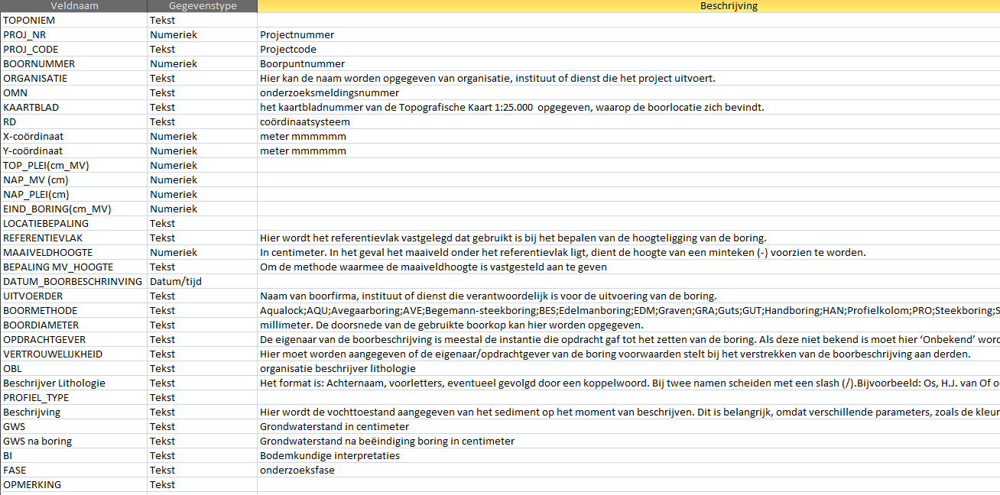 Veldnaam Gegevenstype Beschrijving
TOPONIEM Tekst
PROJ_NR Numeriek Projectnummer
PROJ_CODE Tekst Projectcode
BOORNUMMER Numeriek Boorpuntnummer
ORGANISATIE Tekst Hier kan de naam worden opgegeven van organisatie, instituut of dienst die het project uitvoert.
OMN Tekst onderzoeksmeldingsnummer
KAARTBLAD Tekst het kaartbladnummer van de Topografische Kaart 1:25.000 opgegeven, waarop de boorlocatie zich bevindt.
RD Tekst coördinaatsysteem
X-coördinaat Numeriek meter mmmmmm
Y-coördinaat Numeriek meter mmmmmm
TOP_PLEI(cm_MV) Numeriek
NAP_MV (cm) Numeriek
NAP_PLEI(cm) Numeriek
EIND_BORING(cm_MV) Numeriek
LOCATIEBEPALING Tekst
REFERENTIEVLAK Tekst Hier wordt het referentievlak vastgelegd dat gebruikt is bij het bepalen van de hoogteligging van de boring.
MAAIVELDHOOGTE Numeriek In centimeter. In het geval het maaiveld onder het referentievlak ligt, dient de hoogte van een minteken (-) voorzien te worden.
BEPALING MV_HOOGTE Tekst Om de methode waarmee de maaiveldhoogte is vastgesteld aan te geven
DATUM_BOORBESCHRINVING Datum/tijd
UITVOERDER Tekst Naam van boorfirma, instituut of dienst die verantwoordelijk is voor de uitvoering van de boring.
BOORMETHODE Tekst Aqualock;AQU;Avegaarboring;AVE;Begemann-steekboring;BES;Edelmanboring;EDM;Graven;GRA;Guts;GUT;Handboring;HAN;Profielkolom;PRO;Steekboring;S
BOORDIAMETER Tekst millimeter. De doorsnede van de gebruikte boorkop kan hier worden opgegeven.
OPDRACHTGEVER Tekst De eigenaar van de boorbeschrijving is meestal de instantie die opdracht gaf tot het zetten van de boring. Als deze niet bekend is moet hier ‘Onbekend’ word
VERTROUWELIJKHEID Tekst Hier moet worden aangegeven of de eigenaar/opdrachtgever van de boring voorwaarden stelt bij het verstrekken van de boorbeschrijving aan derden.
OBL Tekst organisatie beschrijver lithologie
Beschrijver Lithologie Tekst Het format is: Achternaam, voorletters, eventueel gevolgd door een koppelwoord. Bij twee namen scheiden met een slash (/).Bijvoorbeeld: Os, H.J. van Of o
PROFIEL_TYPE Tekst
Beschrijving Tekst Hier wordt de vochttoestand aangegeven van het sediment op het moment van beschrijven. Dit is belangrijk, omdat verschillende parameters, zoals de kleur
GWS Tekst Grondwaterstand in centimeter
GWS na boring Tekst Grondwaterstand na beëindiging boring in centimeter
BI Tekst Bodemkundige interpretaties
FASE Tekst onderzoeksfase
OPMERKING Tekst